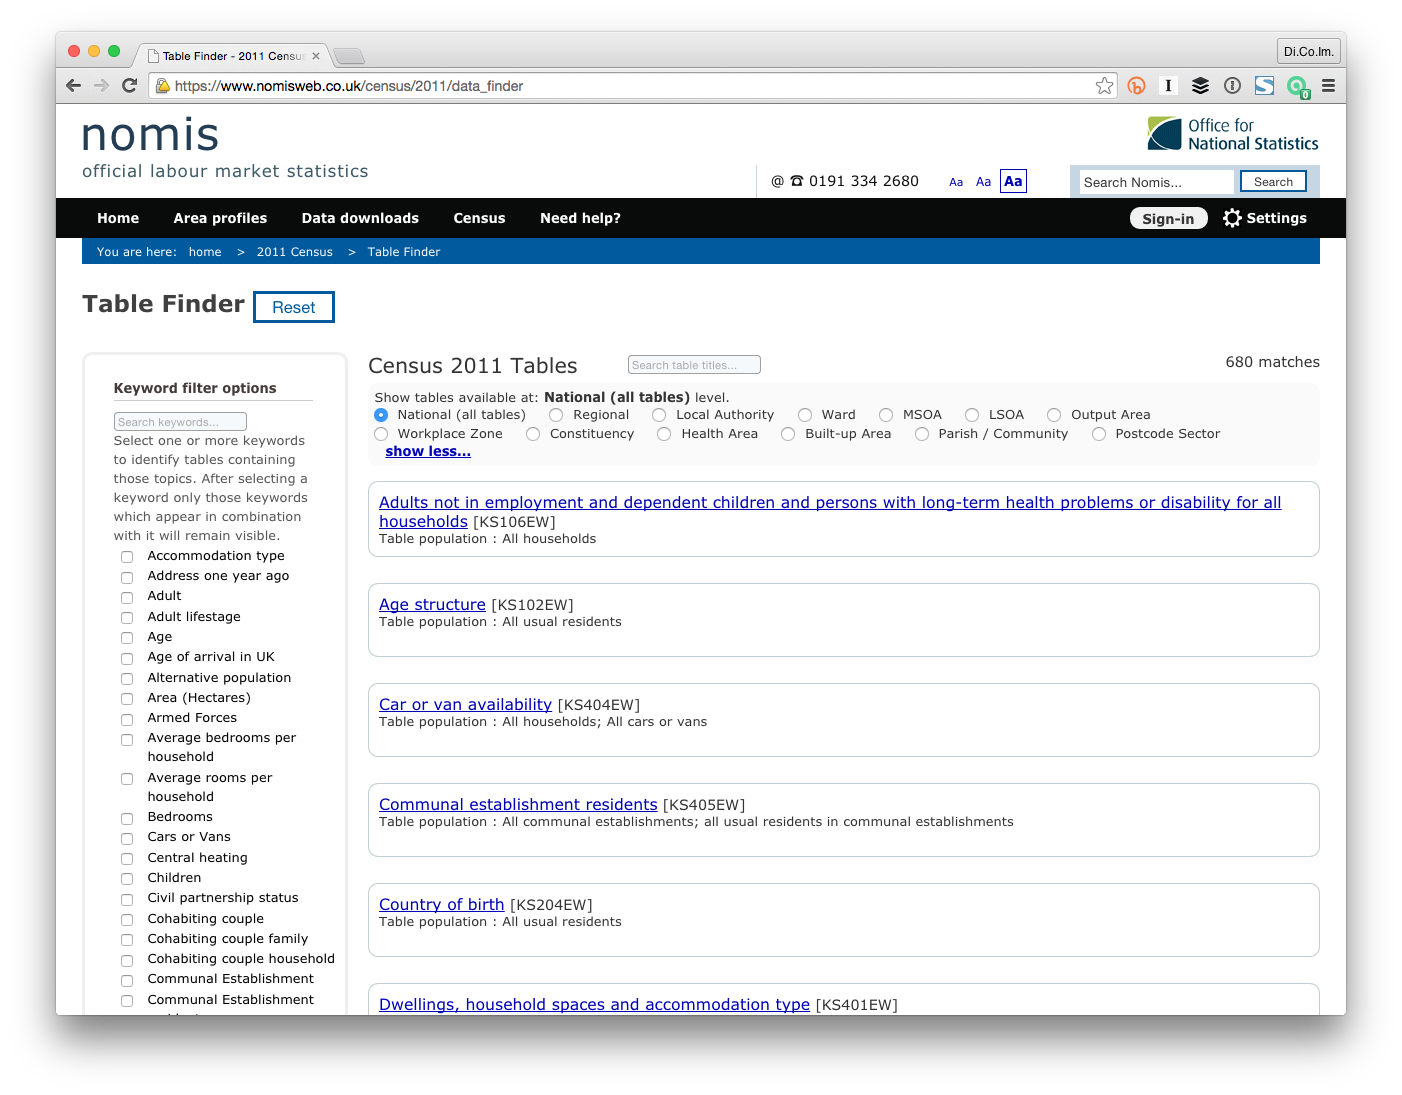 Table Finder - 2011 Census
Di.Co.Im.
https://www.nomisweb.co.uk/census/2011/data_finder
nomis
official labour market statistics
Office for
National Statistics
@ ☎ 0191 334 2680 Aa Aa Aa
Search Nomis... Search
Home Area profiles Data downloads Census Need help? Sign-in Settings
You are here: home > 2011 Census > Table Finder
Table Finder Reset
Keyword filter options
Search keywords...
Select one or more keywords
to identify tables containing
those topics. After selecting a
keyword only those keywords
which appear in combination
with it will remain visible.
Accommodation type
Address one year ago
Adult
Adult lifestage
Age
Age of arrival in UK
Alternative population
Area (Hectares)
Armed Forces
Average bedrooms per
household
Average rooms per
household
Bedrooms
Cars or Vans
Central heating
Children
Civil partnership status
Cohabiting couple
Cohabiting couple family
Cohabiting couple household
Communal Establishment
Communal Establishment
Census 2011 Tables Search table titles... 680 matches
Show tables available at: National (all tables) level.
National (all tables) Regional Local Authority Ward MSOA LSOA Output Area
Workplace Zone Constituency Health Area Built-up Area Parish / Community Postcode Sector
show less...
Adults not in employment and dependent children and persons with long-term health problems or disability for all
households [KS106EW]
Table population : All households
Age structure [KS102EW]
Table population : All usual residents
Car or van availability [KS404EW]
Table population : All households; All cars or vans
Communal establishment residents [KS405EW]
Table population : All communal establishments; all usual residents in communal establishments
Country of birth [KS204EW]
Table population : All usual residents
Dwellings, household spaces and accommodation type [KS401EW]